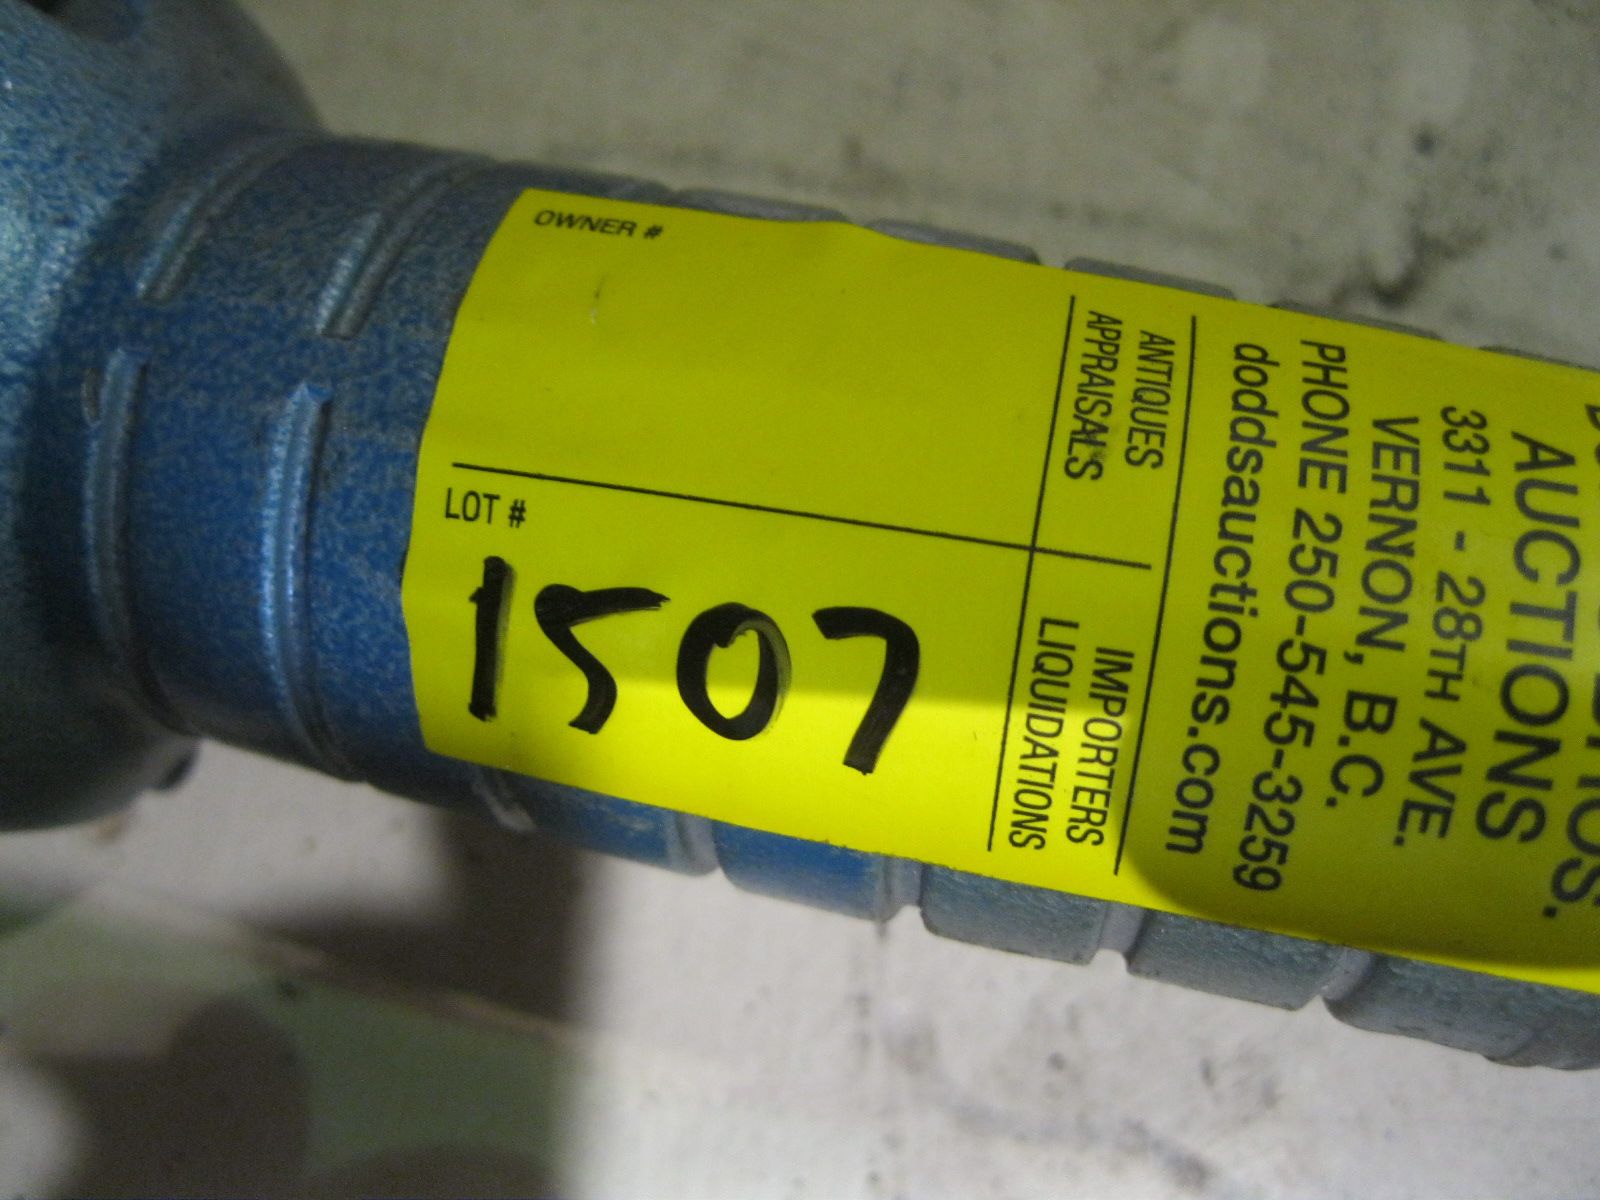 OWNER #
LOT #
1507
AUCTIONS
3311 - 28TH AVE.
VERNON, B.C.
PHONE 250-545-3259
doddsauctions.com
ANTIQUES
APPRAISALS
IMPORTERS
LIQUIDATIONS